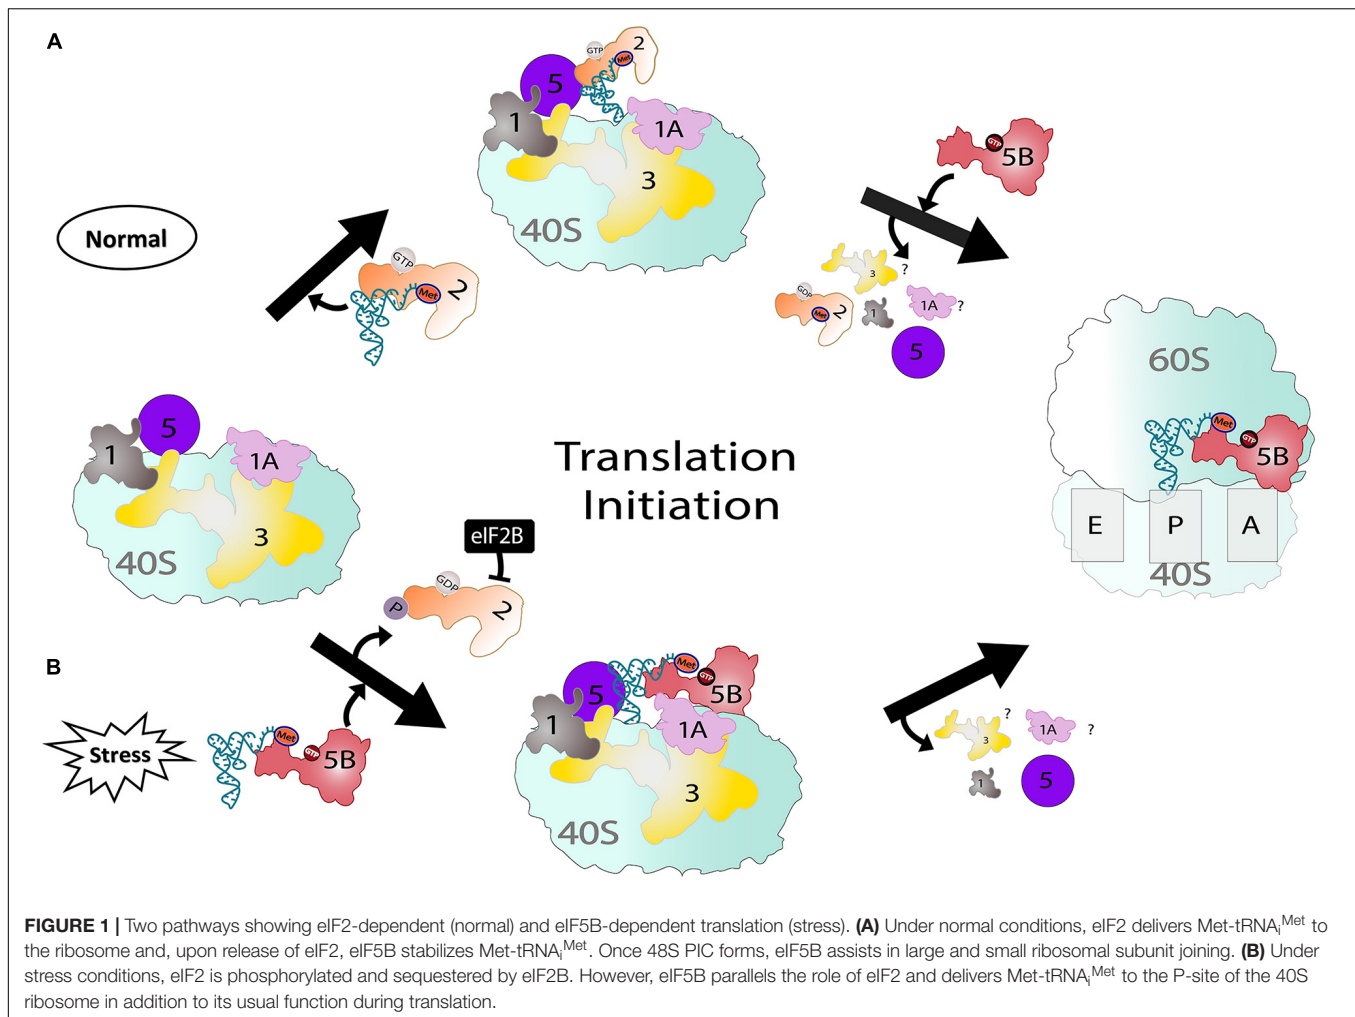 A
GTP
2
Met
5
1
1A
3
40S
5B
GTP
Normal
GTP
2
Met
3
?
GDP
2
Met
1
1A
?
5
60S
Met
GTP
5B
E
P
A
40S
5
1
1A
3
40S
Translation
Initiation
eIF2B
GDP
P
2
B
Stress
Met
GTP
5B
Met
GTP
5B
5
1
1A
3
40S
?
3
1A
?
1
5
FIGURE 1 | Two pathways showing eIF2-dependent (normal) and eIF5B-dependent translation (stress). (A) Under normal conditions, eIF2 delivers Met-tRNAiMet to
the ribosome and, upon release of eIF2, eIF5B stabilizes Met-tRNAiMet. Once 48S PIC forms, eIF5B assists in large and small ribosomal subunit joining. (B) Under
stress conditions, eIF2 is phosphorylated and sequestered by eIF2B. However, eIF5B parallels the role of eIF2 and delivers Met-tRNAiMet to the P-site of the 40S
ribosome in addition to its usual function during translation.